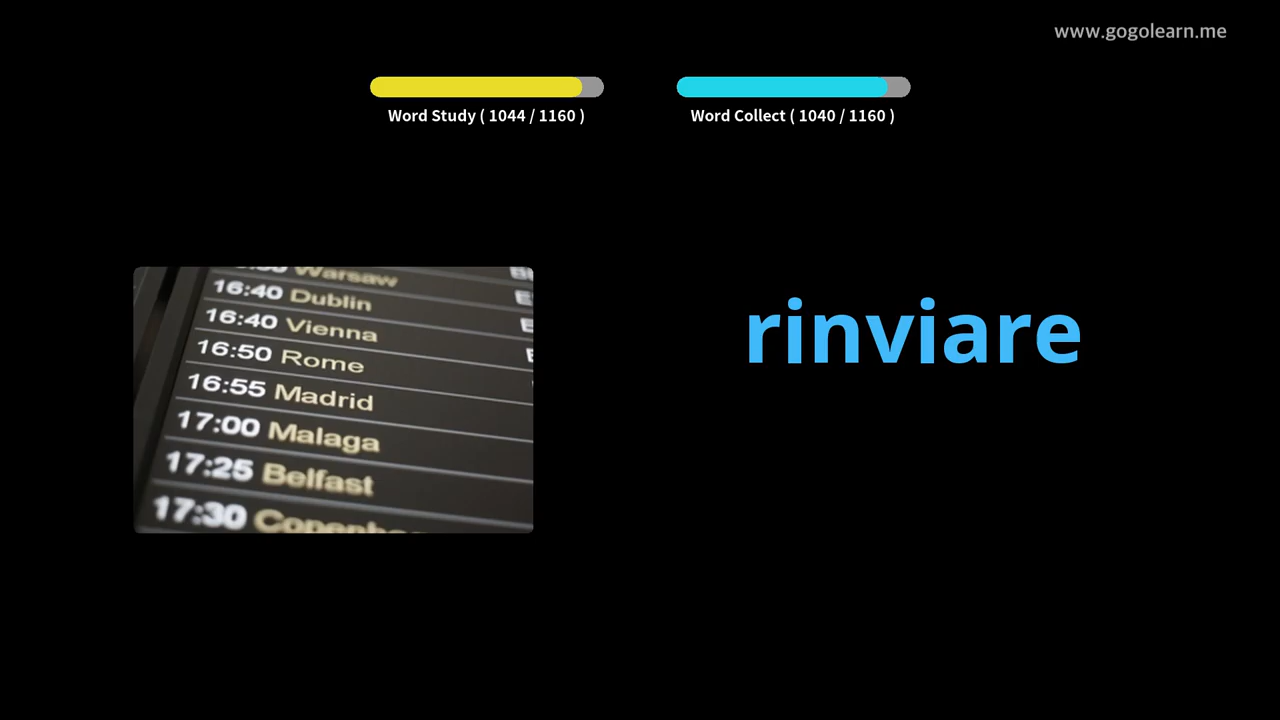 www.gogolearn.me
Word Study ( 1044 / 1160 )
Word Collect ( 1040 / 1160 )
Warsaw
16:40 Dublin
16:40 Vienna
16:50 Rome
16:55 Madrid
17:00 Malaga
17:25 Belfast
17:30
rinviare